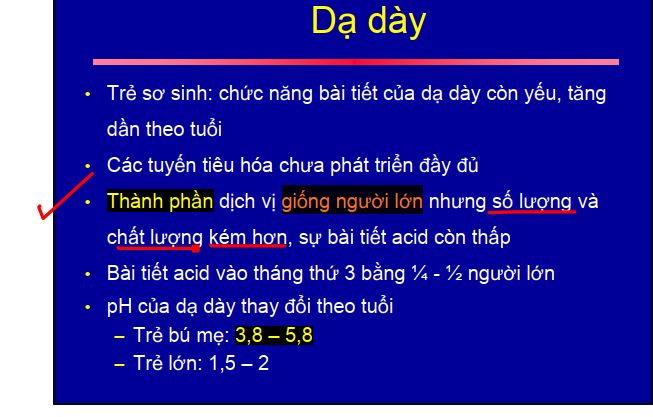 Dạ dày
• Trẻ sơ sinh: chức năng bài tiết của dạ dày còn yếu, tăng
dần theo tuổi
• Các tuyến tiêu hóa chưa phát triển đầy đủ
• Thành phần dịch vị giống người lớn nhưng số lượng và
chất lượng kém hơn, sự bài tiết acid còn thấp
• Bài tiết acid vào tháng thứ 3 bằng ¼ - ½ người lớn
• pH của dạ dày thay đổi theo tuổi
– Trẻ bú mẹ: 3,8 – 5,8
– Trẻ lớn: 1,5 – 2